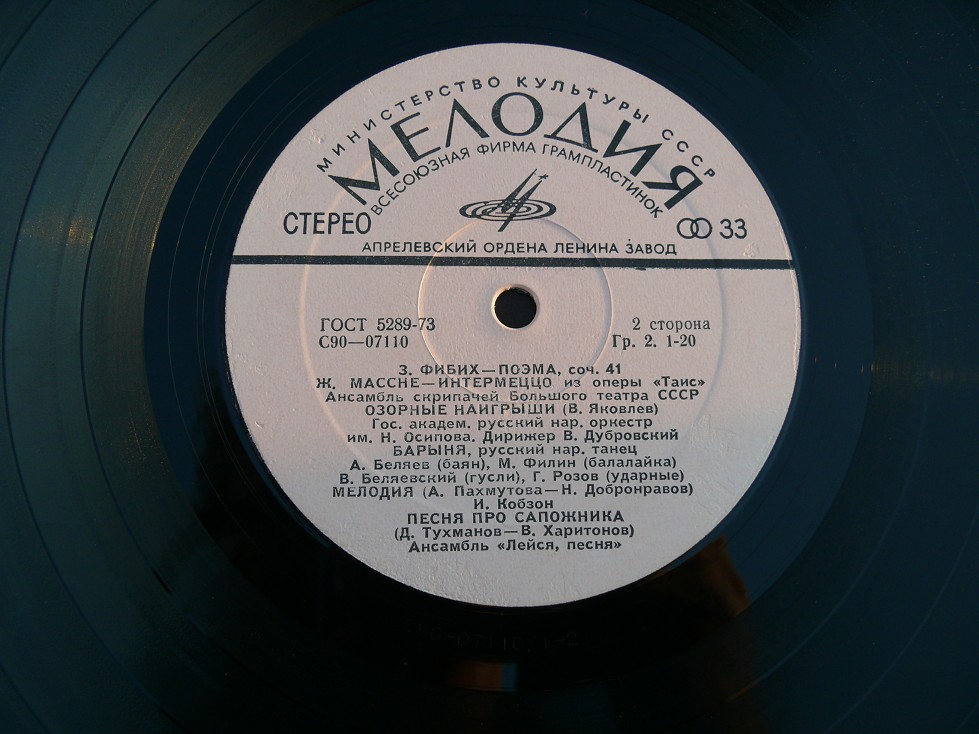 МИНИСТЕРСТВО КУЛЬТУРЫ СССР
МЕЛОДИЯ
ВСЕСОЮЗНАЯ ФИРМА ГРАМПЛАСТИНОК
СТЕРЕО
33
АПРЕЛЕВСКИЙ ОРДЕНА ЛЕНИНА ЗАВОД
ГОСТ 5289-73
2 сторона
С90—07110
Гр. 2. 1-20
З. ФИБИХ—ПОЭМА, соч. 41
Ж. МАССНЕ—ИНТЕРМЕЦЦО из оперы «Таис»
Ансамбль скрипачей Большого театра СССР
ОЗОРНЫЕ НАИГРЫШИ (В. Яковлев)
Гос. академ. русский нар. оркестр
им. Н. Осипова. Дирижер В. Дубровский
БАРЫНЯ, русский нар. танец
А. Беляев (баян), М. Филин (балалайка)
В. Беляевский (гусли), Г. Розов (ударные)
МЕЛОДИЯ (А. Пахмутова—Н. Добронравов)
И. Кобзон
ПЕСНЯ ПРО САПОЖНИКА
(Д. Тухманов—В. Харитонов)
Ансамбль «Лейся, песня»